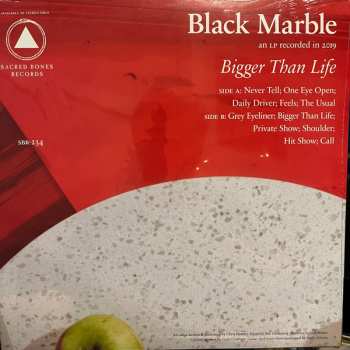 Black Marble
an LP recorded in 2019
Bigger Than Life
SIDE A: Never Tell; One Eye Open;
Daily Driver; Feels; The Usual
SIDE B: Grey Eyeliner; Bigger Than Life;
Private Show; Shoulder;
Hit Show; Call
SACRED BONES
RECORDS
SBR-234